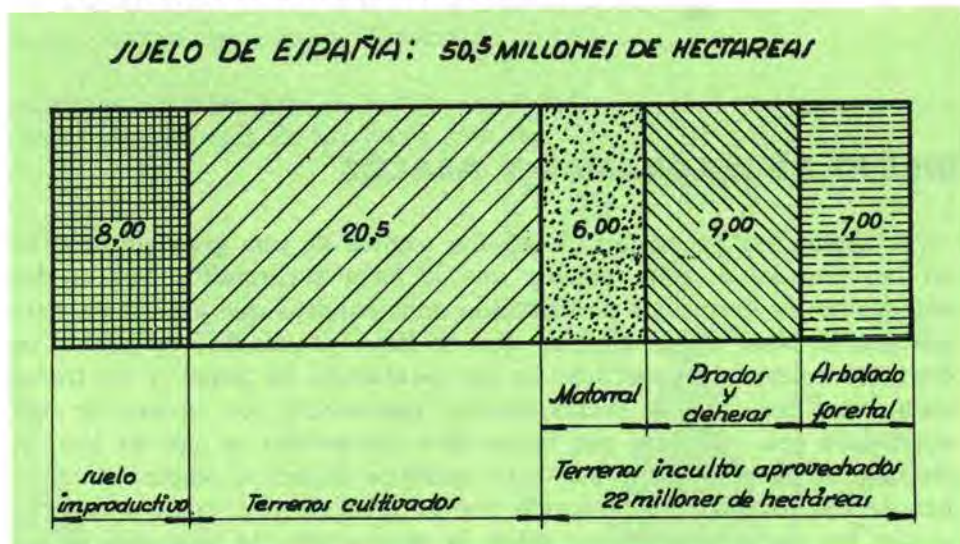 SUELO DE ESPAÑA: 50,5 MILLONES DE HECTAREAS
8,00
20,5
6,00
9,00
7,00
Matorral
Prados
y
dehesas
Arbolado
forestal
suelo
improductivo
Terrenos cultivados
Terrenos incultos aprovechados
22 millones de hectáreas